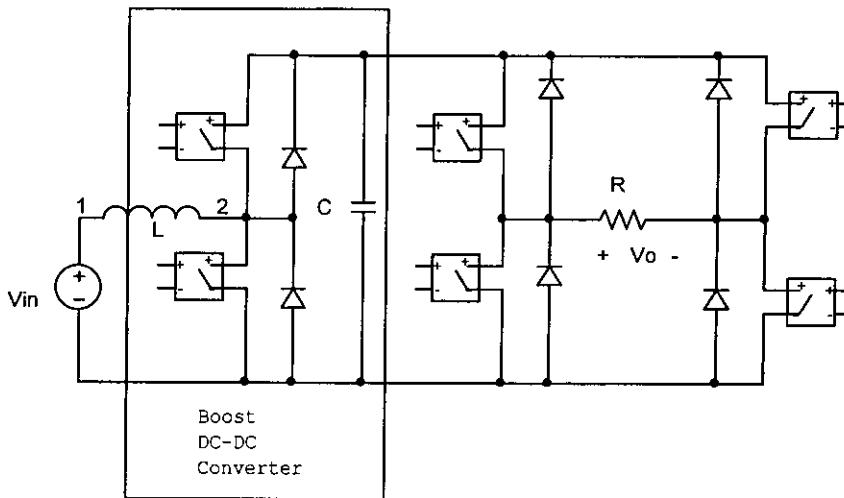 1
L
2
C
R
+ Vo -
Vin
+
-
+
-
+
+
-
+
+
-
+
+
-
+
+
+
-
+
+
-
Boost
DC-DC
Converter